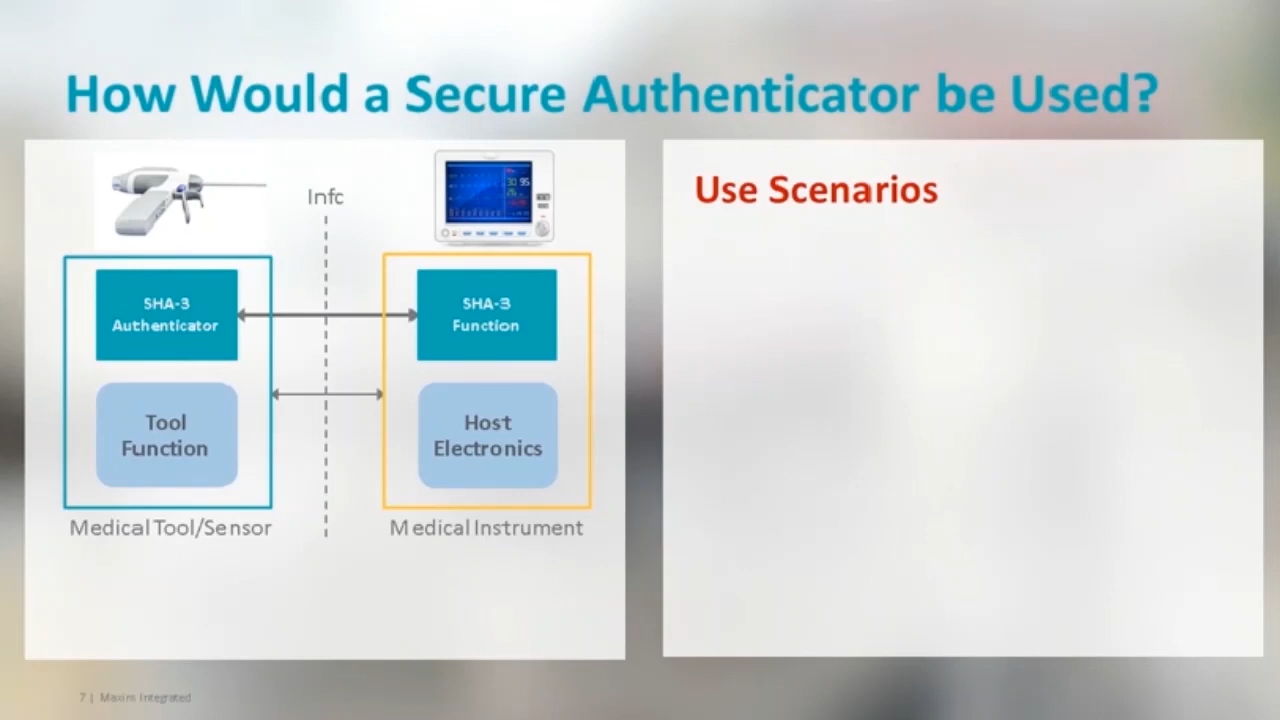 How Would a Secure Authenticator be Used?
Infc
SHA-3
Authenticator
SHA-3
Function
Tool
Function
Host
Electronics
Medical Tool/Sensor
Medical Instrument
Use Scenarios
7 | Maxim Integrated